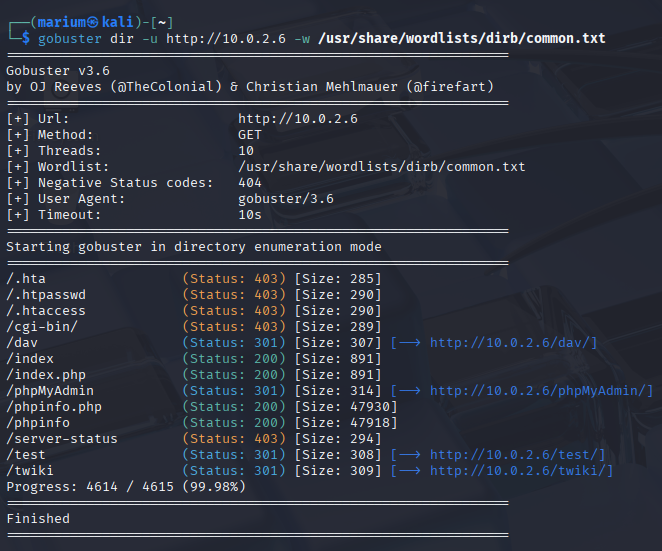 ┌──(marium㉿kali)-[~]
└─$ gobuster dir -u http://10.0.2.6 -w /usr/share/wordlists/dirb/common.txt
===============================================================
Gobuster v3.6
by OJ Reeves (@TheColonial) & Christian Mehlmauer (@firefart)
===============================================================
[+] Url:                     http://10.0.2.6
[+] Method:                  GET
[+] Threads:                 10
[+] Wordlist:                /usr/share/wordlists/dirb/common.txt
[+] Negative Status codes:   404
[+] User Agent:              gobuster/3.6
[+] Timeout:                 10s
===============================================================
Starting gobuster in directory enumeration mode
===============================================================
/.hta                 (Status: 403) [Size: 285]
/.htpasswd            (Status: 403) [Size: 290]
/.htaccess            (Status: 403) [Size: 290]
/cgi-bin/             (Status: 403) [Size: 289]
/dav                  (Status: 301) [Size: 307] [--> http://10.0.2.6/dav/]
/index                (Status: 200) [Size: 891]
/index.php            (Status: 200) [Size: 891]
/phpMyAdmin           (Status: 301) [Size: 314] [--> http://10.0.2.6/phpMyAdmin/]
/phpinfo.php          (Status: 200) [Size: 47930]
/phpinfo              (Status: 200) [Size: 47918]
/server-status        (Status: 403) [Size: 294]
/test                 (Status: 301) [Size: 308] [--> http://10.0.2.6/test/]
/twiki                (Status: 301) [Size: 309] [--> http://10.0.2.6/twiki/]
Progress: 4614 / 4615 (99.98%)
===============================================================
Finished
===============================================================